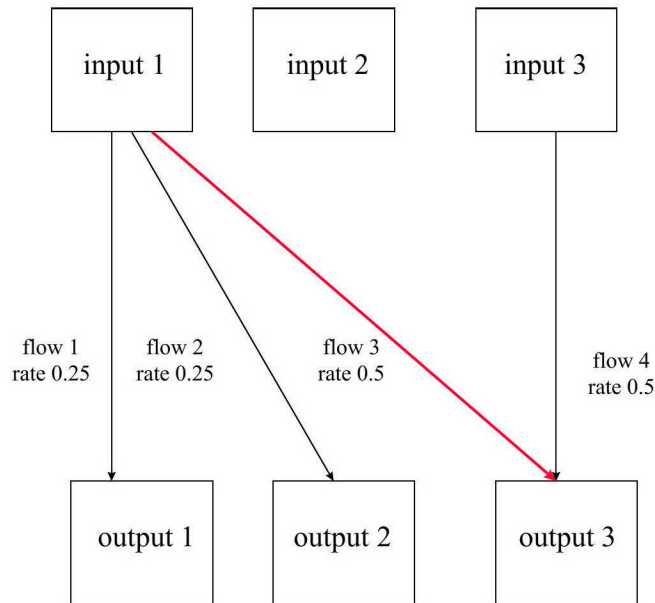 input 1
input 2
input 3
flow 1
rate 0.25
flow 2
rate 0.25
flow 3
rate 0.5
flow 4
rate 0.5
output 1
output 2
output 3